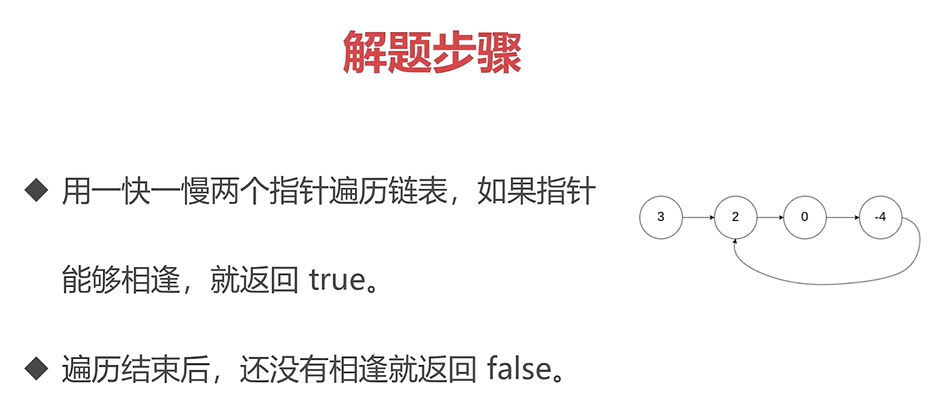 解题步骤
◆ 用一快一慢两个指针遍历链表，如果指针
能够相逢，就返回 true。
◆ 遍历结束后，还没有相逢就返回 false。
3 2 0 -4